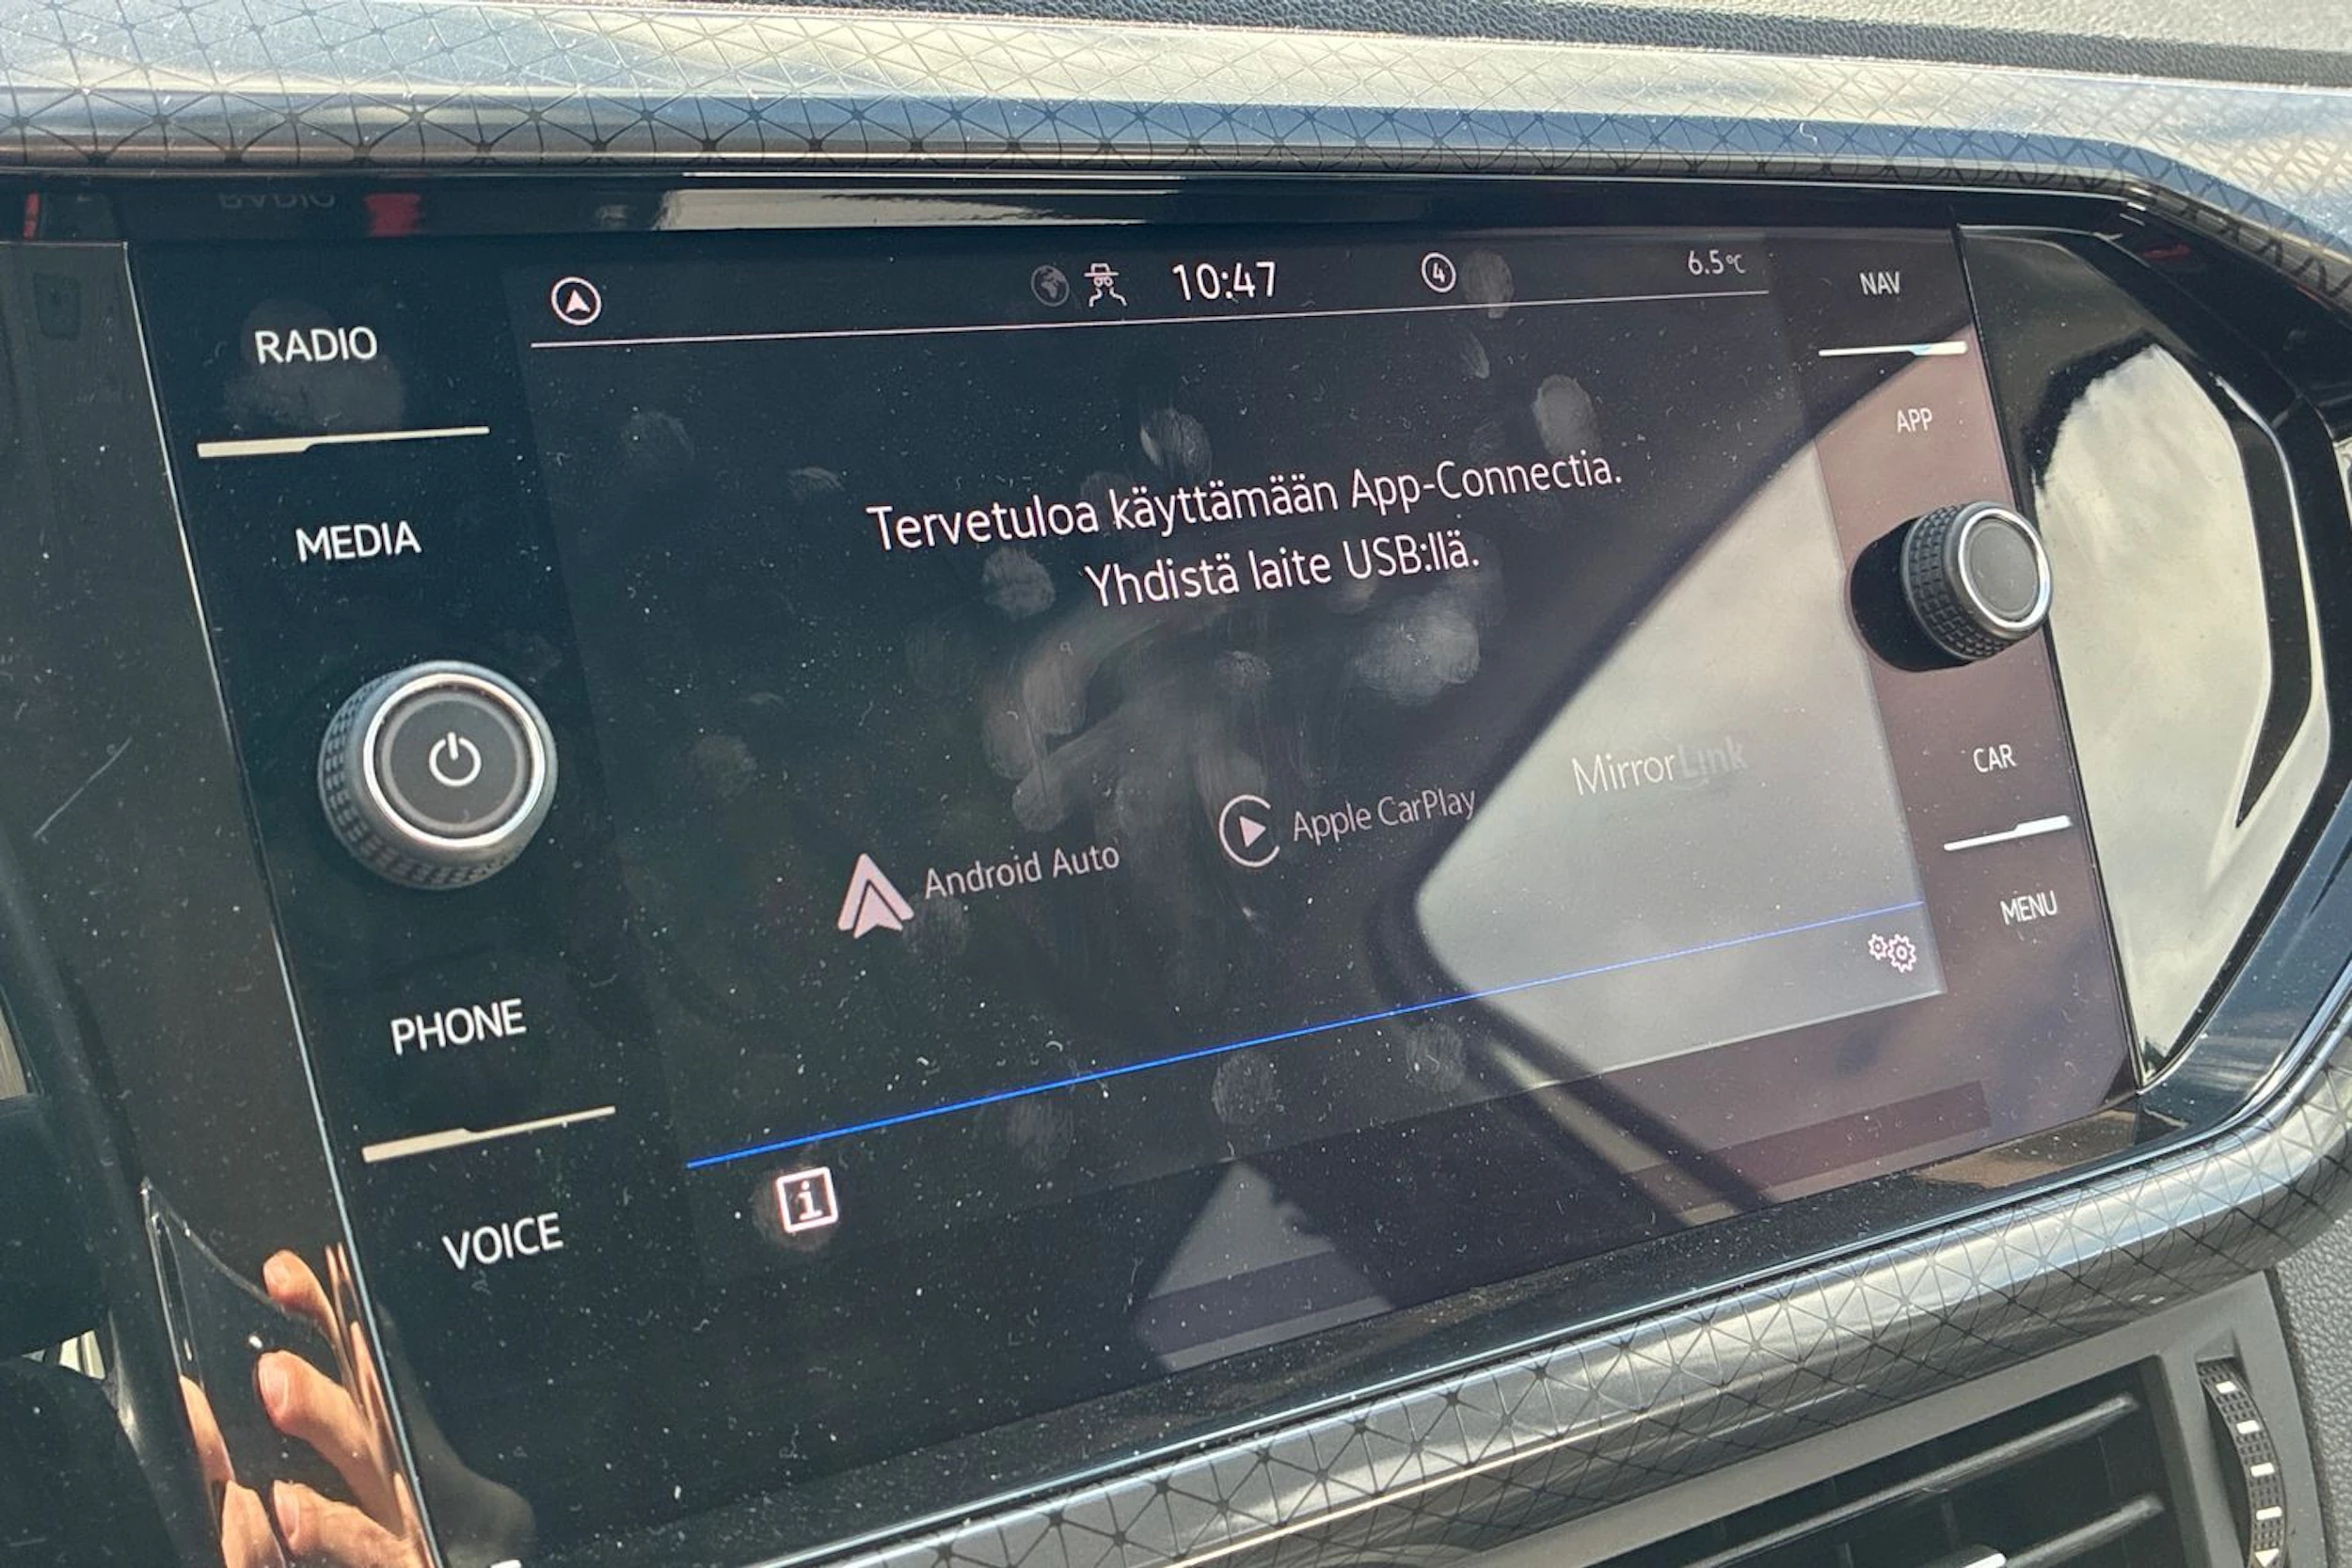 RADIO
MEDIA
PHONE
VOICE
10:47
4
6.5°C
Tervetuloa käyttämään App-Connectia.
Yhdistä laite USB:llä.
Android Auto
Apple CarPlay
MirrorLink
i
NAV
APP
CAR
MENU